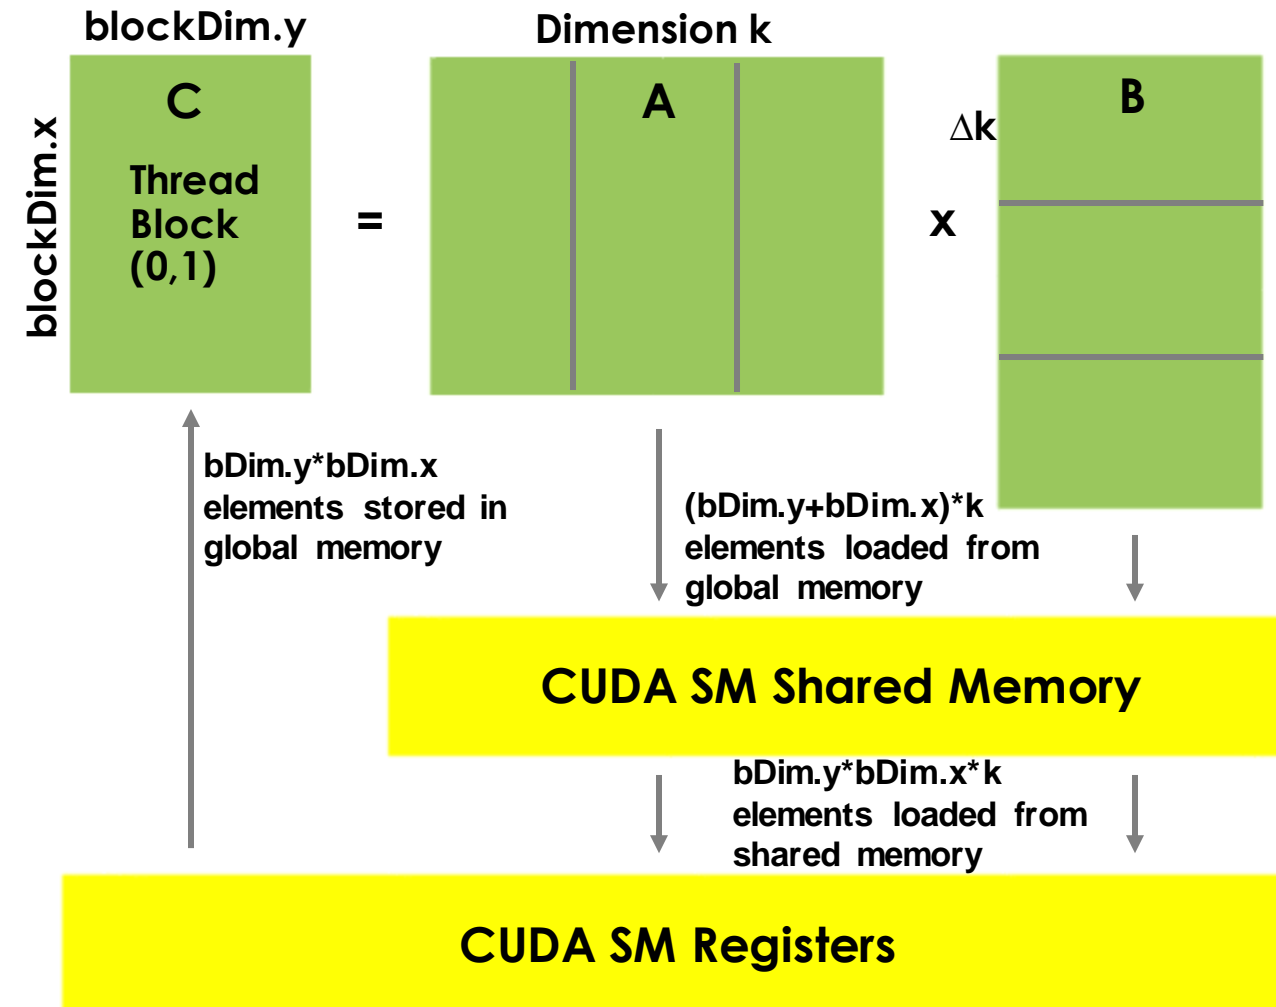 blockDim.y
Dimension k
blockDim.x
C
Thread
Block
(0,1)
=
A
x
Δk
B
bDim.y*bDim.x
elements stored in
global memory
(bDim.y+bDim.x)*k
elements loaded from
global memory
CUDA SM Shared Memory
bDim.y*bDim.x*k
elements loaded from
shared memory
CUDA SM Registers